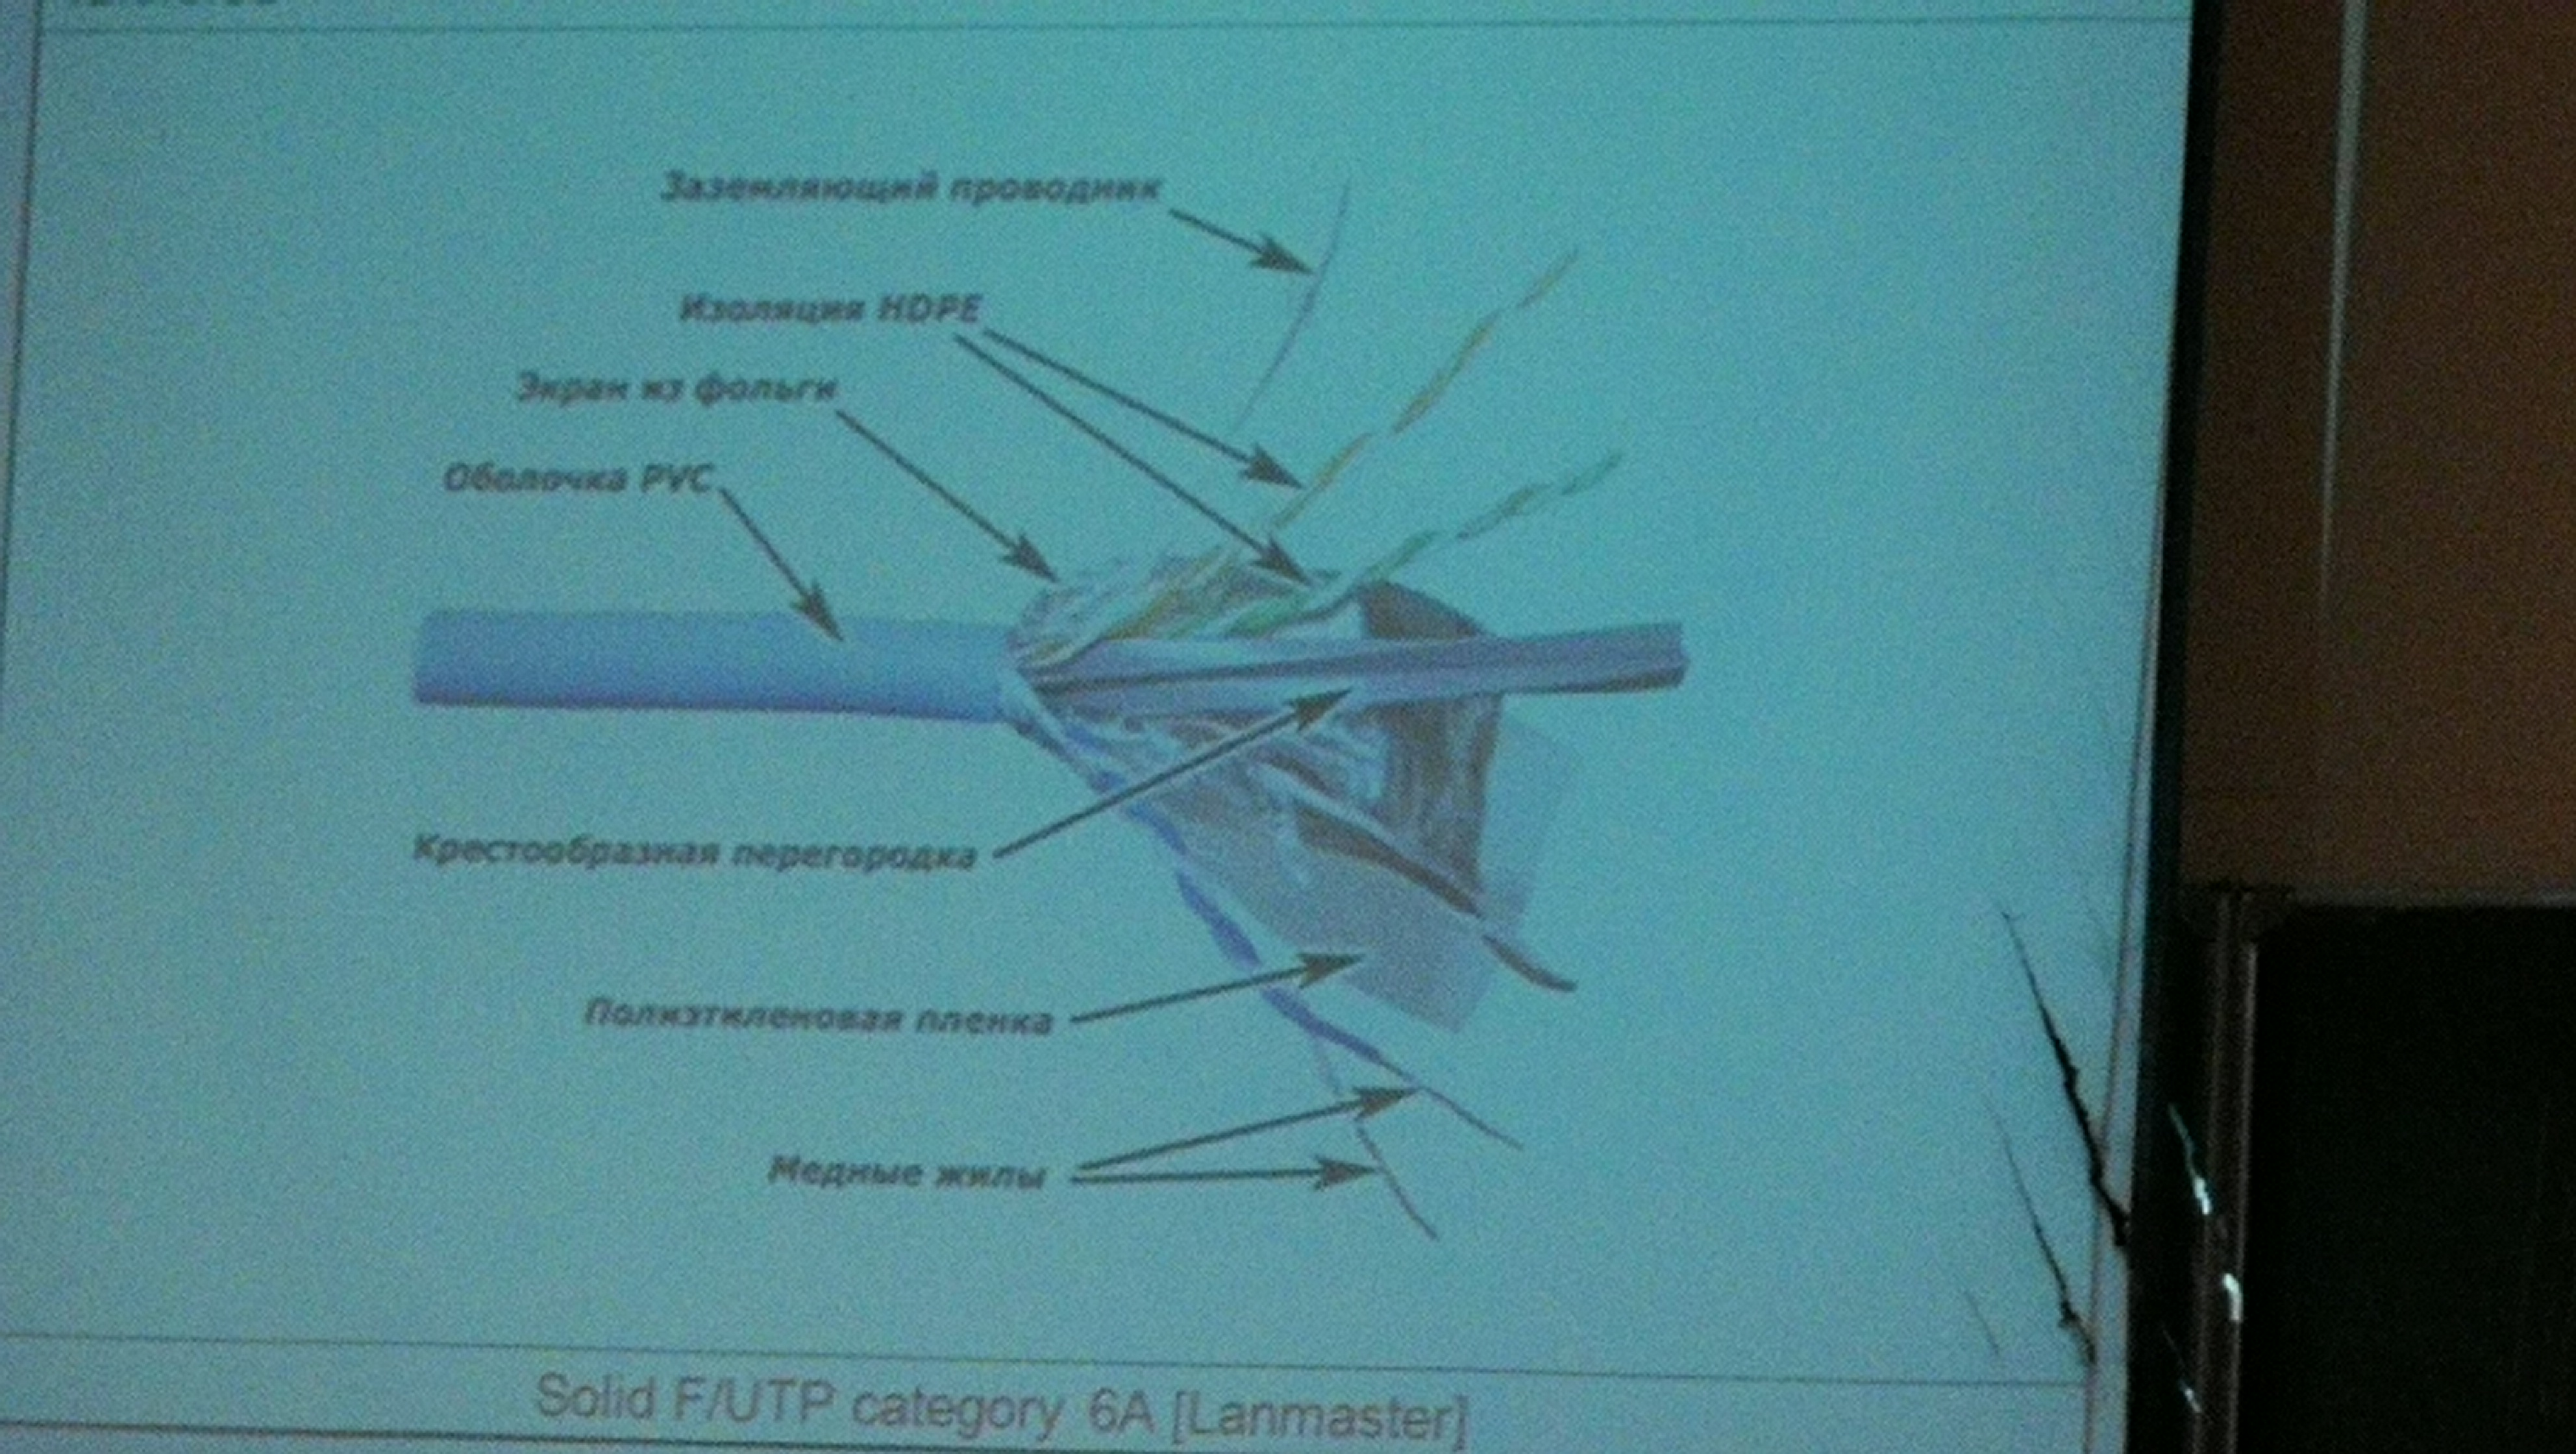 Заземляющий проводник
Изоляция HDPE
Экран из фольги
Оболочка PVC
Крестообразная перегородка
Полиэтиленовая пленка
Медные жилы
Solid F/UTP category 6A [Lanmaster]